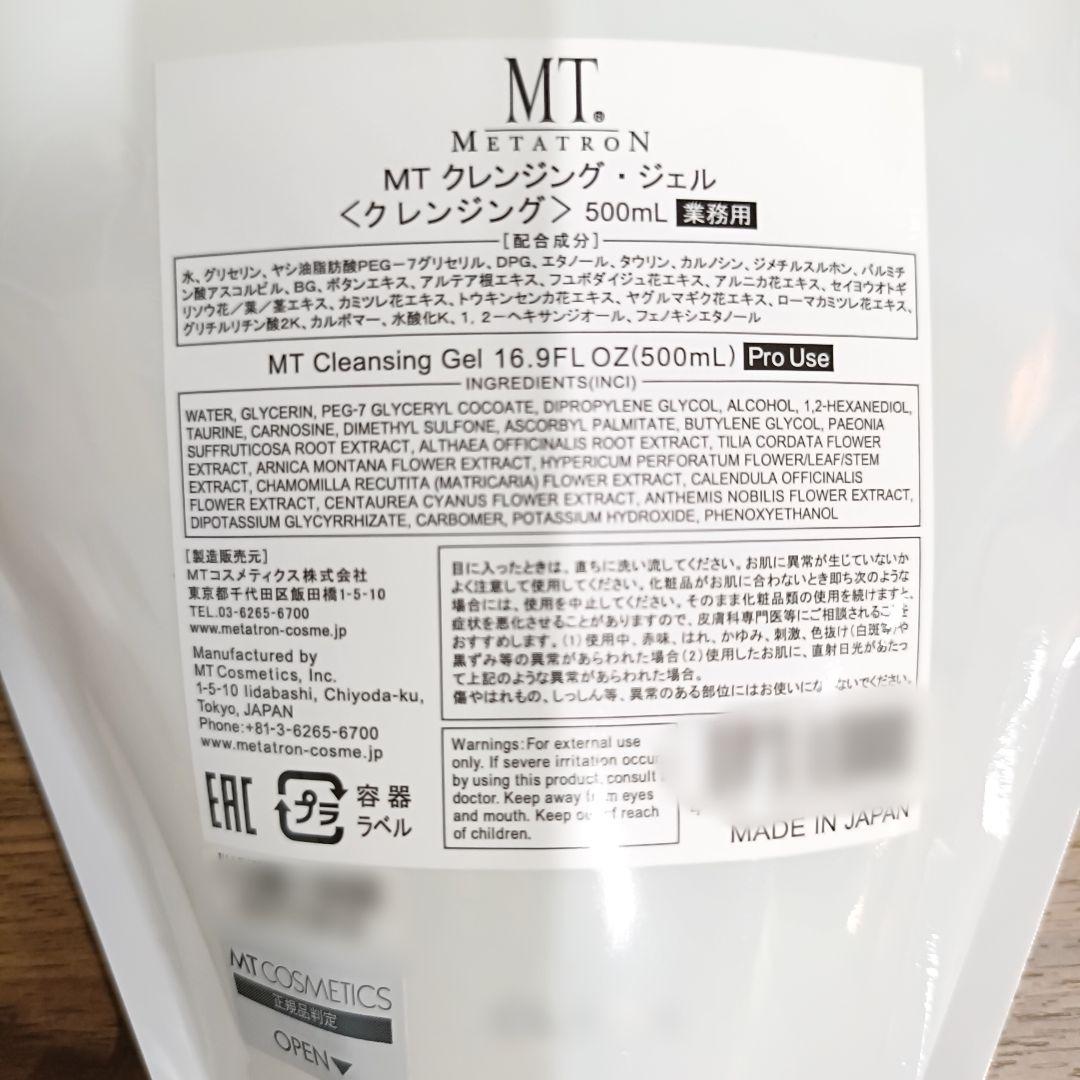 MT.®
METATRON
MT クレンジング・ジェル
＜クレンジング＞ 500mL 業務用
[配合成分]
水、グリセリン、ヤシ油脂肪酸PEG－7グリセリル、DPG、エタノール、タウリン、カルノシン、ジメチルスルホン、パルミチ
ン酸アスコルビル、BG、ボタンエキス、アルテア根エキス、フユボダイジュ花エキス、アルニカ花エキス、セイヨウオトギ
リソウ花／葉／茎エキス、カミツレ花エキス、トウキンセンカ花エキス、ヤグルマギク花エキス、ローマカミツレ花エキス、
グリチルリチン酸2K、カルボマー、水酸化K、1，2－ヘキサンジオール、フェノキシエタノール
MT Cleansing Gel 16.9FL OZ(500mL) Pro Use
INGREDIENTS(INCI)
WATER, GLYCERIN, PEG-7 GLYCERYL COCOATE, DIPROPYLENE GLYCOL, ALCOHOL, 1,2-HEXANEDIOL,
TAURINE, CARNOSINE, DIMETHYL SULFONE, ASCORBYL PALMITATE, BUTYLENE GLYCOL, PAEONIA
SUFFRUTICOSA ROOT EXTRACT, ALTHAEA OFFICINALIS ROOT EXTRACT, TILIA CORDATA FLOWER
EXTRACT, ARNICA MONTANA FLOWER EXTRACT, HYPERICUM PERFORATUM FLOWER/LEAF/STEM
EXTRACT, CHAMOMILLA RECUTITA (MATRICARIA) FLOWER EXTRACT, CALENDULA OFFICINALIS
FLOWER EXTRACT, CENTAUREA CYANUS FLOWER EXTRACT, ANTHEMIS NOBILIS FLOWER EXTRACT,
DIPOTASSIUM GLYCYRRHIZATE, CARBOMER, POTASSIUM HYDROXIDE, PHENOXYETHANOL
[製造販売元]
MTコスメティクス株式会社
東京都千代田区飯田橋1-5-10
TEL.03-6265-6700
www.metatron-cosme.jp
Manufactured by
MT Cosmetics, Inc.
1-5-10 Iidabashi, Chiyoda-ku,
Tokyo, JAPAN
Phone:+81-3-6265-6700
www.metatron-cosme.jp
目に入ったときは、直ちに洗い流してください。お肌に異常が生じていないか
よく注意して使用してください。化粧品がお肌に合わないとき即ち次のような
場合には、使用を中止してください。そのまま化粧品類の使用を続けますと、
症状を悪化させることがありますので、皮膚科専門医等にご相談されることを
おすすめします。(1)使用中、赤味、はれ、かゆみ、刺激、色抜け(白斑等)や
黒ずみ等の異常があらわれた場合(2)使用したお肌に、直射日光があたっ
て上記のような異常があらわれた場合。
傷やはれもの、しっしん等、異常のある部位にはお使いにならないでください。
Warnings:For external use
only. If severe irritation occur
by using this product, consult
doctor. Keep away from eyes
and mouth. Keep out of reach
of children.
EAC
プラ
容器
ラベル
MADE IN JAPAN
MT COSMETICS
正規品判定
OPEN▼